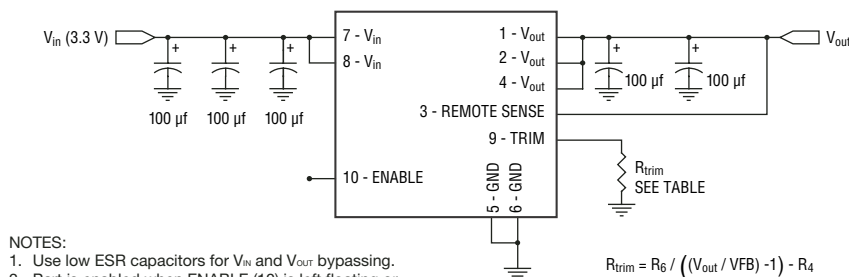 Vin (3.3 V)
7 - Vin
8 - Vin
1 - Vout
2 - Vout
4 - Vout
Vout
+
+
+
+
+
100 µf
100 µf
100 µf
100 µf
100 µf
3 - REMOTE SENSE
9 - TRIM
10 - ENABLE
5 - GND
6 - GND
Rtrim
SEE TABLE
NOTES:
1. Use low ESR capacitors for VIN and VOUT bypassing.
Rtrim = R6 / ((Vout / VFB) -1) - R4